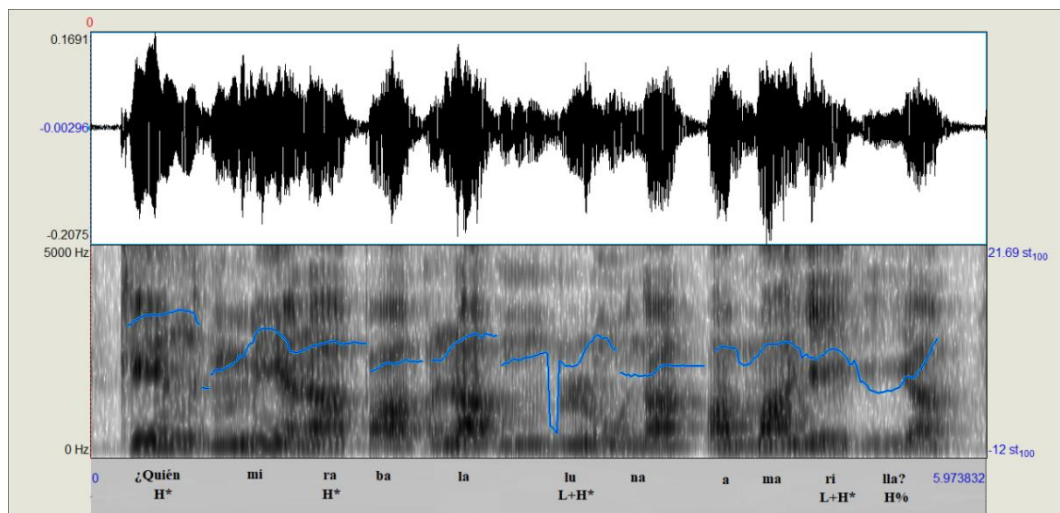 0
0.1691
-0.00296
-0.2075
5000 Hz
21.69 st100
0 Hz
-12 st100
0
¿Quién mi ra ba la lu na a ma ri lla?
5.973832
H* H* L+H* L+H* H%